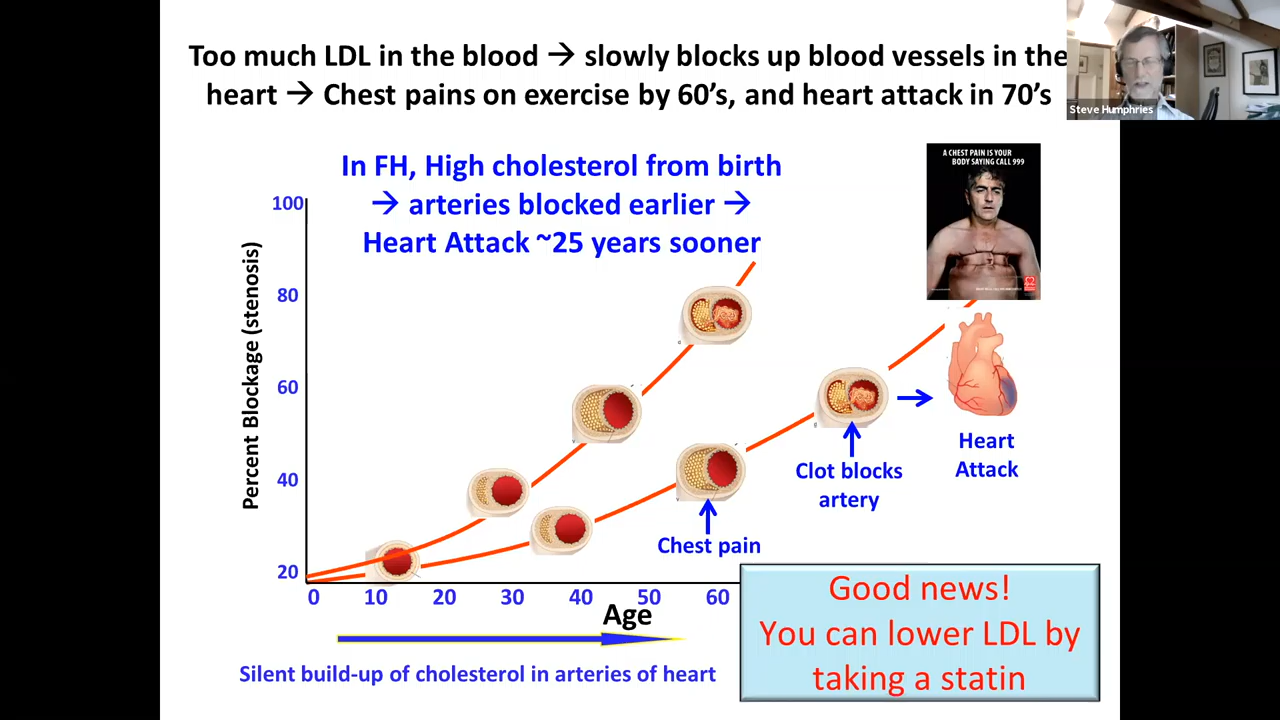 Too much LDL in the blood → slowly blocks up blood vessels in the
heart → Chest pains on exercise by 60’s, and heart attack in 70’s
Steve Humphries
In FH, High cholesterol from birth
→ arteries blocked earlier →
Heart Attack ~25 years sooner
A CHEST PAIN IS YOUR
BODY SAYING CALL 999
Percent Blockage (stenosis)
100
80
60
40
20
Heart
Attack
Clot blocks
artery
Chest pain
0 10 20 30 40 50 60
Age
Silent build-up of cholesterol in arteries of heart
Good news!
You can lower LDL by
taking a statin